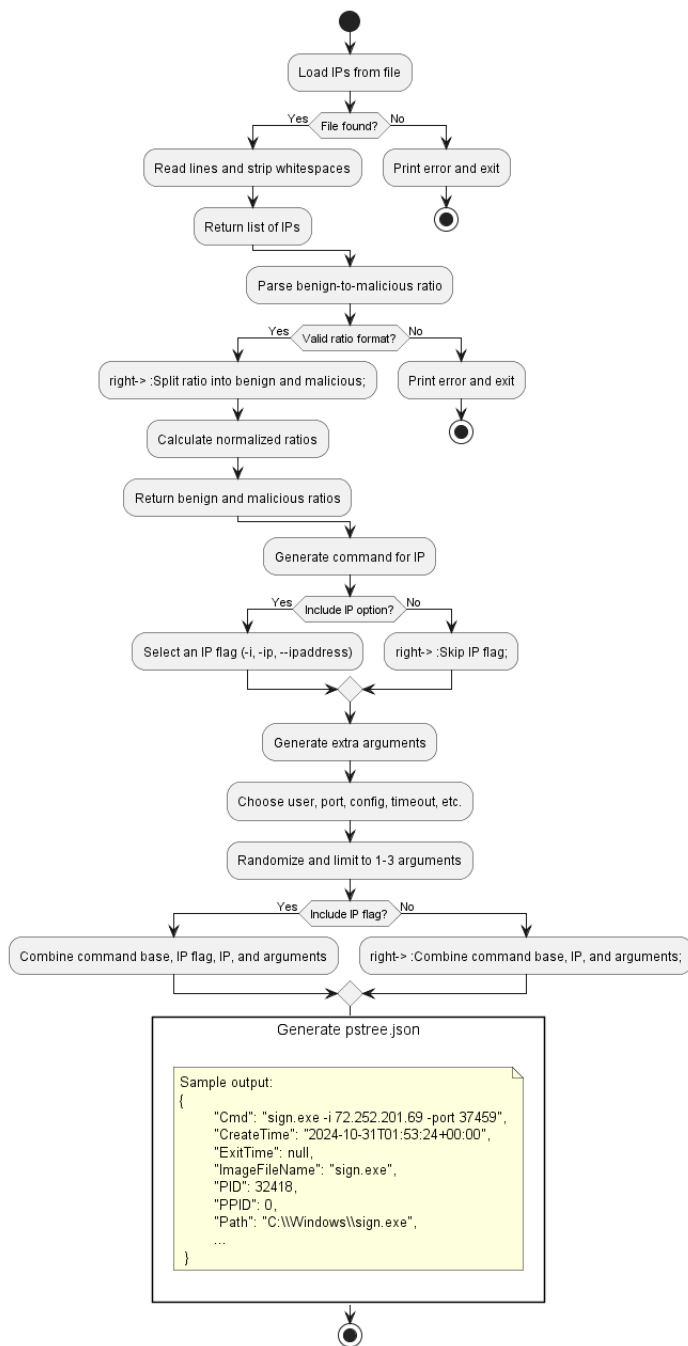 Load IPs from file
Yes
File found?
No
Read lines and strip whitespaces
Print error and exit
Return list of IPs
Parse benign-to-malicious ratio
Yes
Valid ratio format?
No
right-> :Split ratio into benign and malicious;
Print error and exit
Calculate normalized ratios
Return benign and malicious ratios
Generate command for IP
Yes
Include IP option?
No
Select an IP flag (-i, -ip, --ipaddress)
right-> :Skip IP flag;
Generate extra arguments
Choose user, port, config, timeout, etc.
Randomize and limit to 1-3 arguments
Yes
Include IP flag?
No
Combine command base, IP flag, IP, and arguments
right-> :Combine command base, IP, and arguments;
Generate pstree.json
Sample output:
{
"Cmd": "sign.exe -i 72.252.201.69 -port 37459",
"CreateTime": "2024-10-31T01:53:24+00:00",
"ExitTime": null,
"ImageFileName": "sign.exe",
"PID": 32418,
"PPID": 0,
"Path": "C:\\Windows\\sign.exe",
...
}